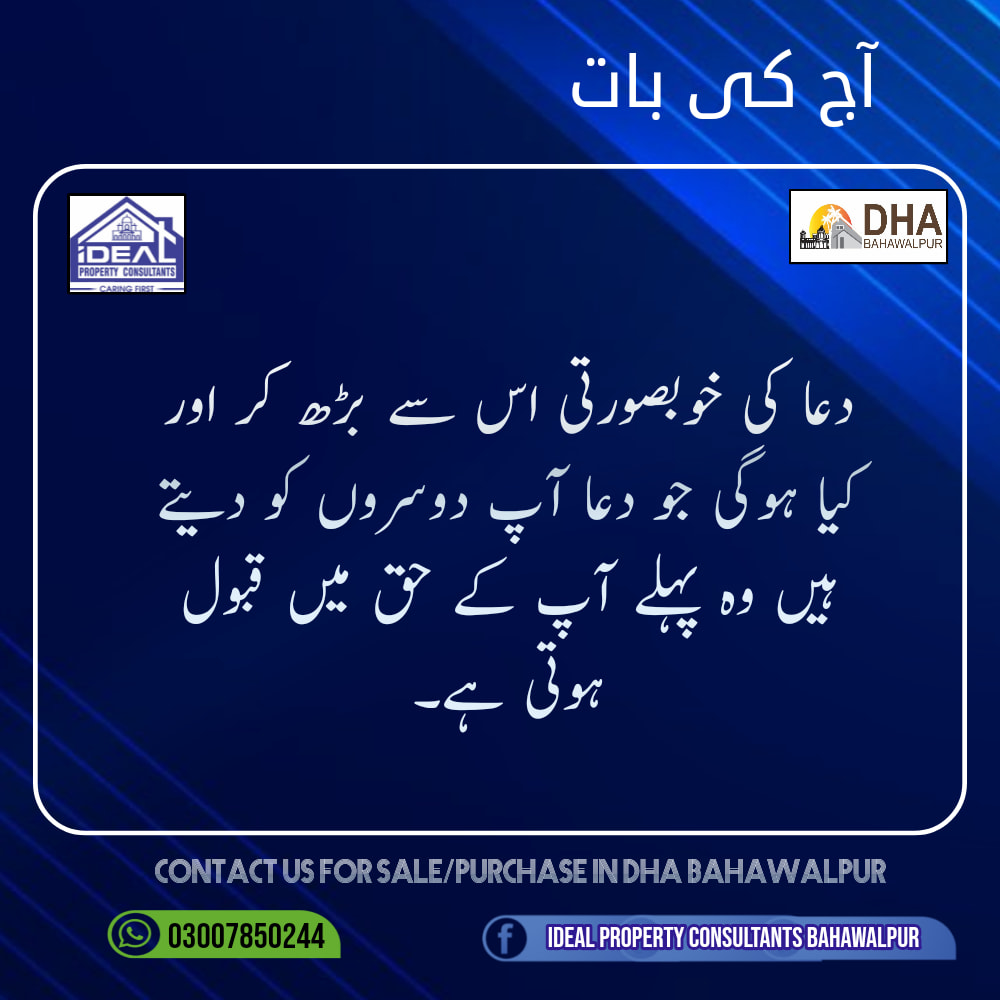 آج کی بات
iDEAL
PROPERTY CONSULTANTS
CARING FIRST
DHA
BAHAWALPUR
دعا کی خوبصورتی اس سے بڑھ کر اور
کیا ہوگی جو دعا آپ دوسروں کو دیتے
ہیں وہ پہلے آپ کے حق میں قبول
ہوتی ہے۔
CONTACT US FOR SALE/PURCHASE IN DHA BAHAWALPUR
03007850244
IDEAL PROPERTY CONSULTANTS BAHAWALPUR